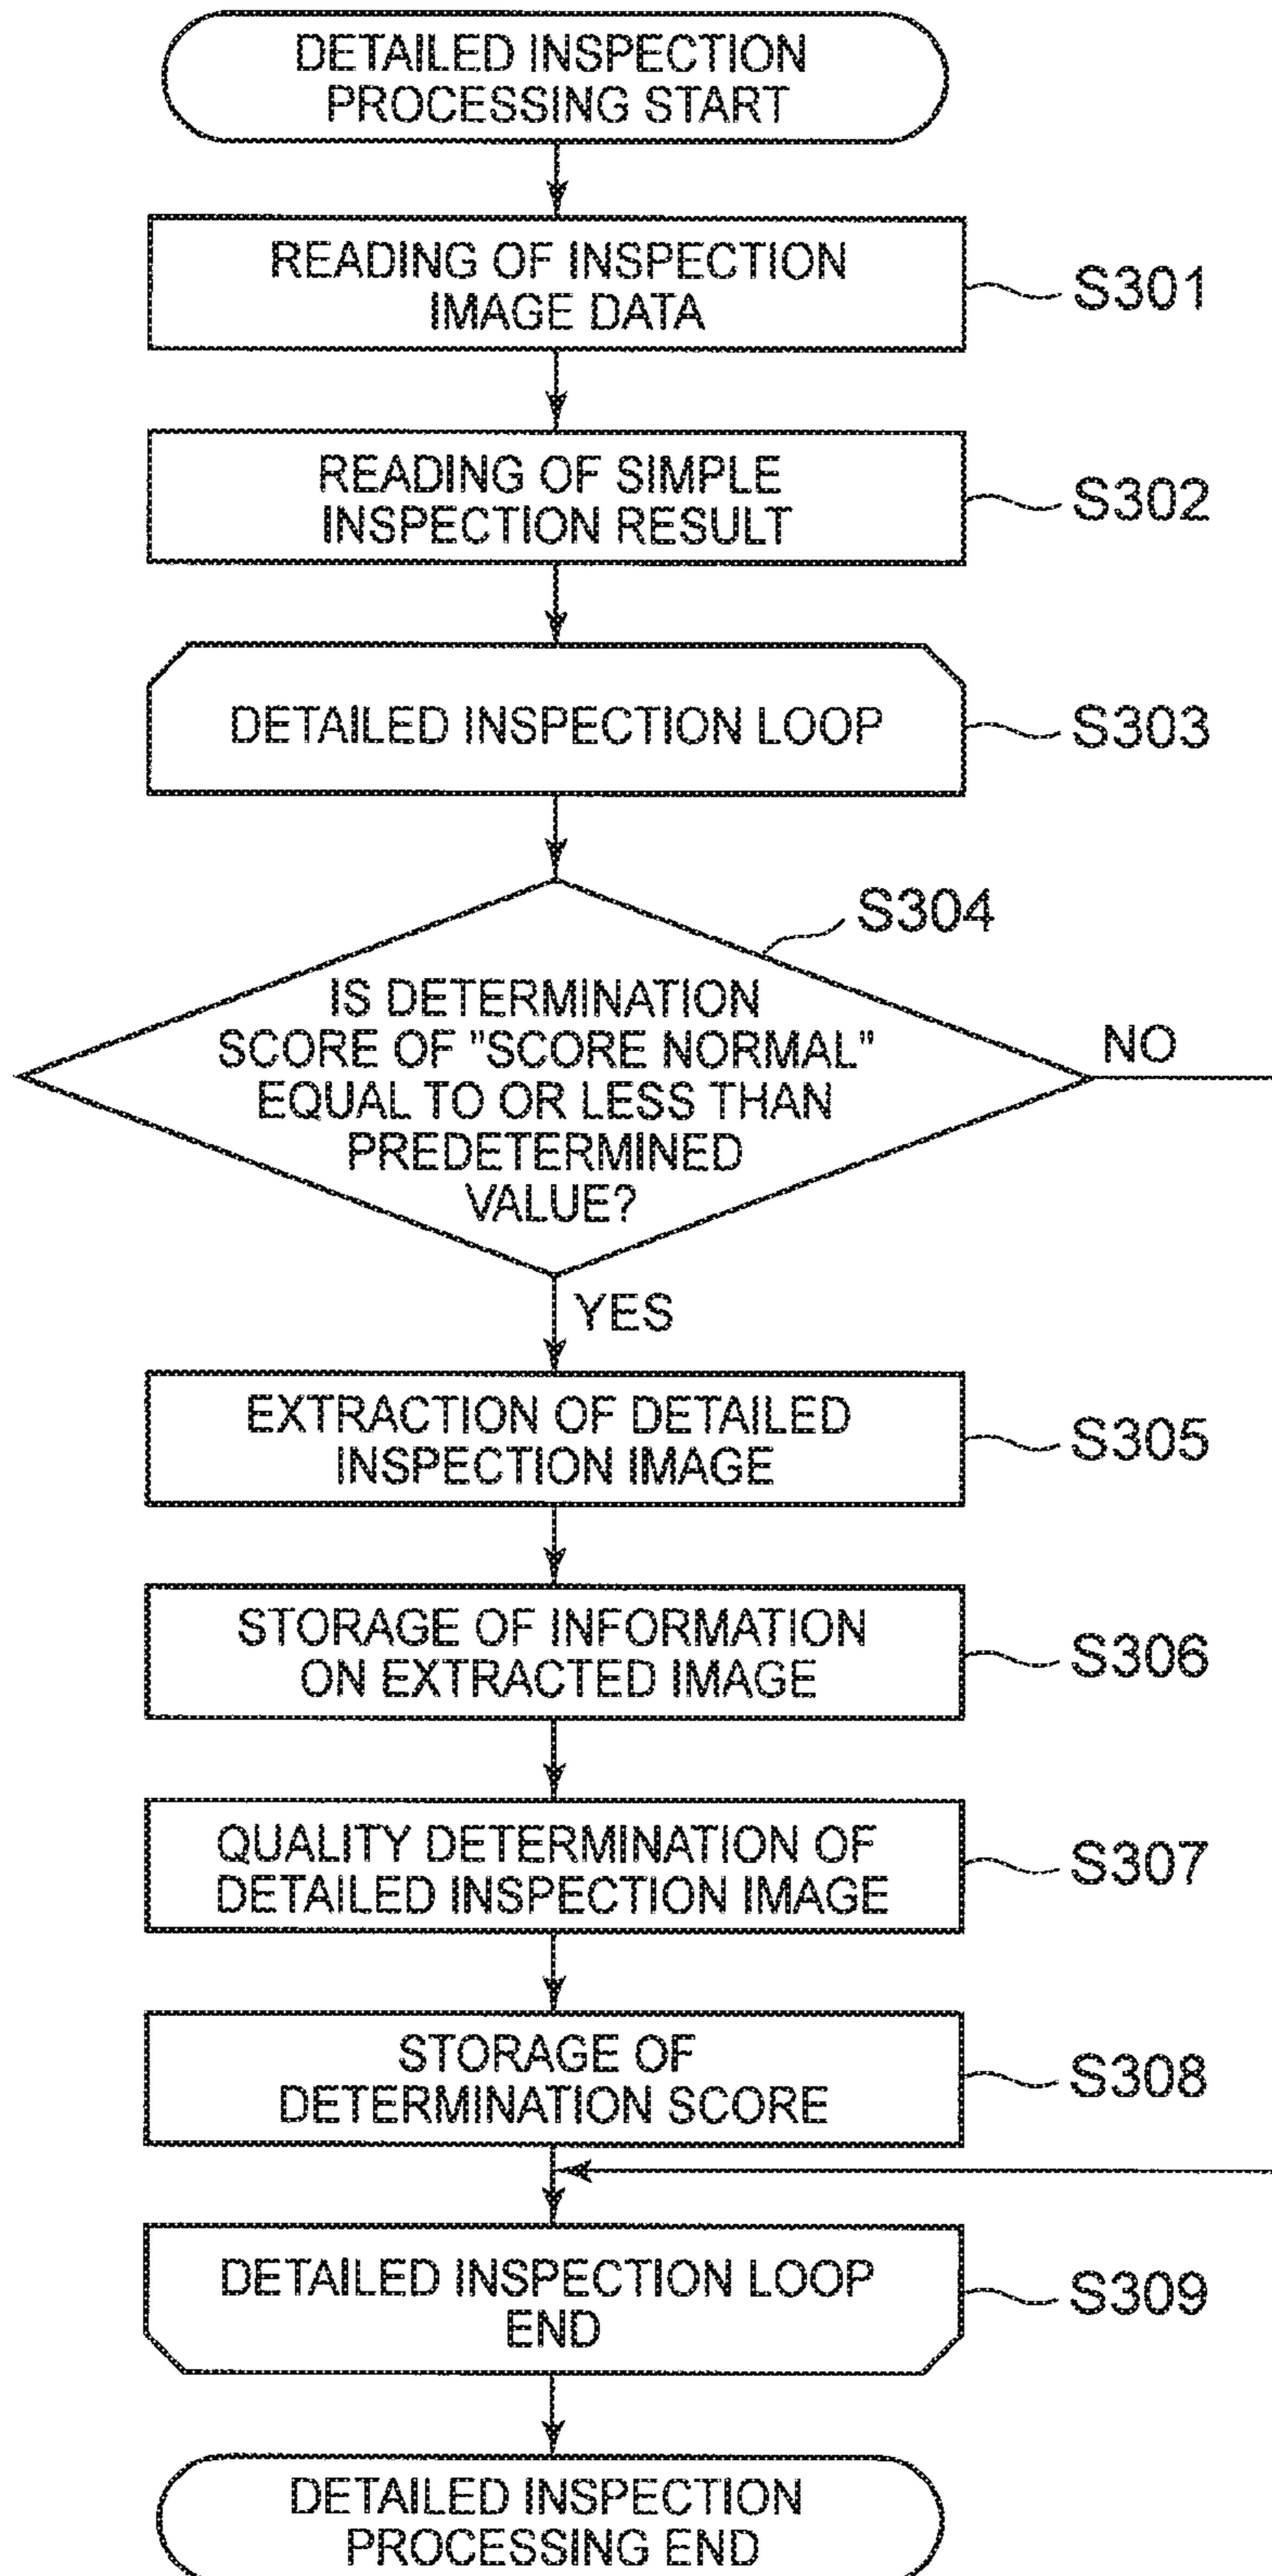 DETAILED INSPECTION
PROCESSING START
READING OF INSPECTION
IMAGE DATA
S301
READING OF SIMPLE
INSPECTION RESULT
S302
DETAILED INSPECTION LOOP
S303
S304
IS DETERMINATION
SCORE OF "SCORE NORMAL"
EQUAL TO OR LESS THAN
PREDETERMINED
VALUE?
NO
YES
EXTRACTION OF DETAILED
INSPECTION IMAGE
S305
STORAGE OF INFORMATION
ON EXTRACTED IMAGE
S306
QUALITY DETERMINATION OF
DETAILED INSPECTION IMAGE
S307
STORAGE OF
DETERMINATION SCORE
S308
DETAILED INSPECTION LOOP
END
S309
DETAILED INSPECTION
PROCESSING END